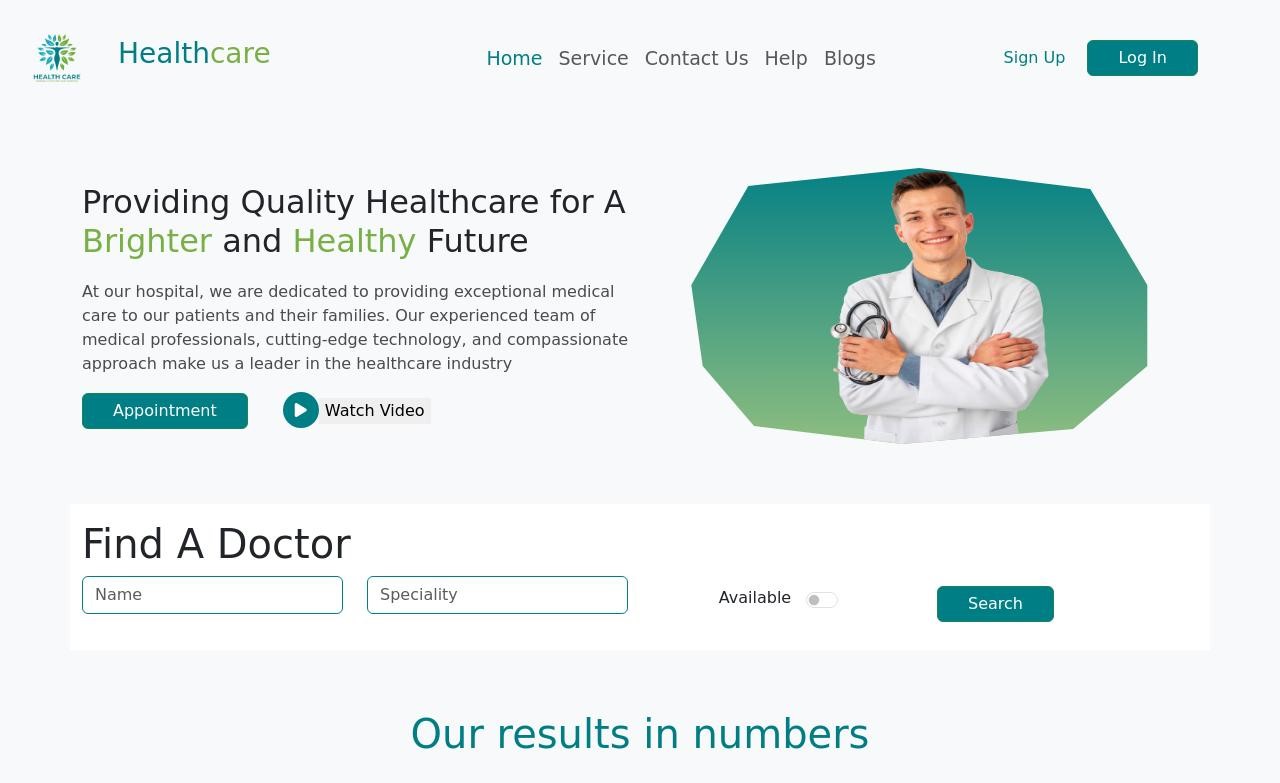 HEALTH CARE
Healthcare
Home Service Contact Us Help Blogs
Sign Up Log In
Providing Quality Healthcare for A
Brighter and Healthy Future
At our hospital, we are dedicated to providing exceptional medical
care to our patients and their families. Our experienced team of
medical professionals, cutting-edge technology, and compassionate
approach make us a leader in the healthcare industry
Appointment Watch Video
Find A Doctor
Name Speciality Available Search
Our results in numbers